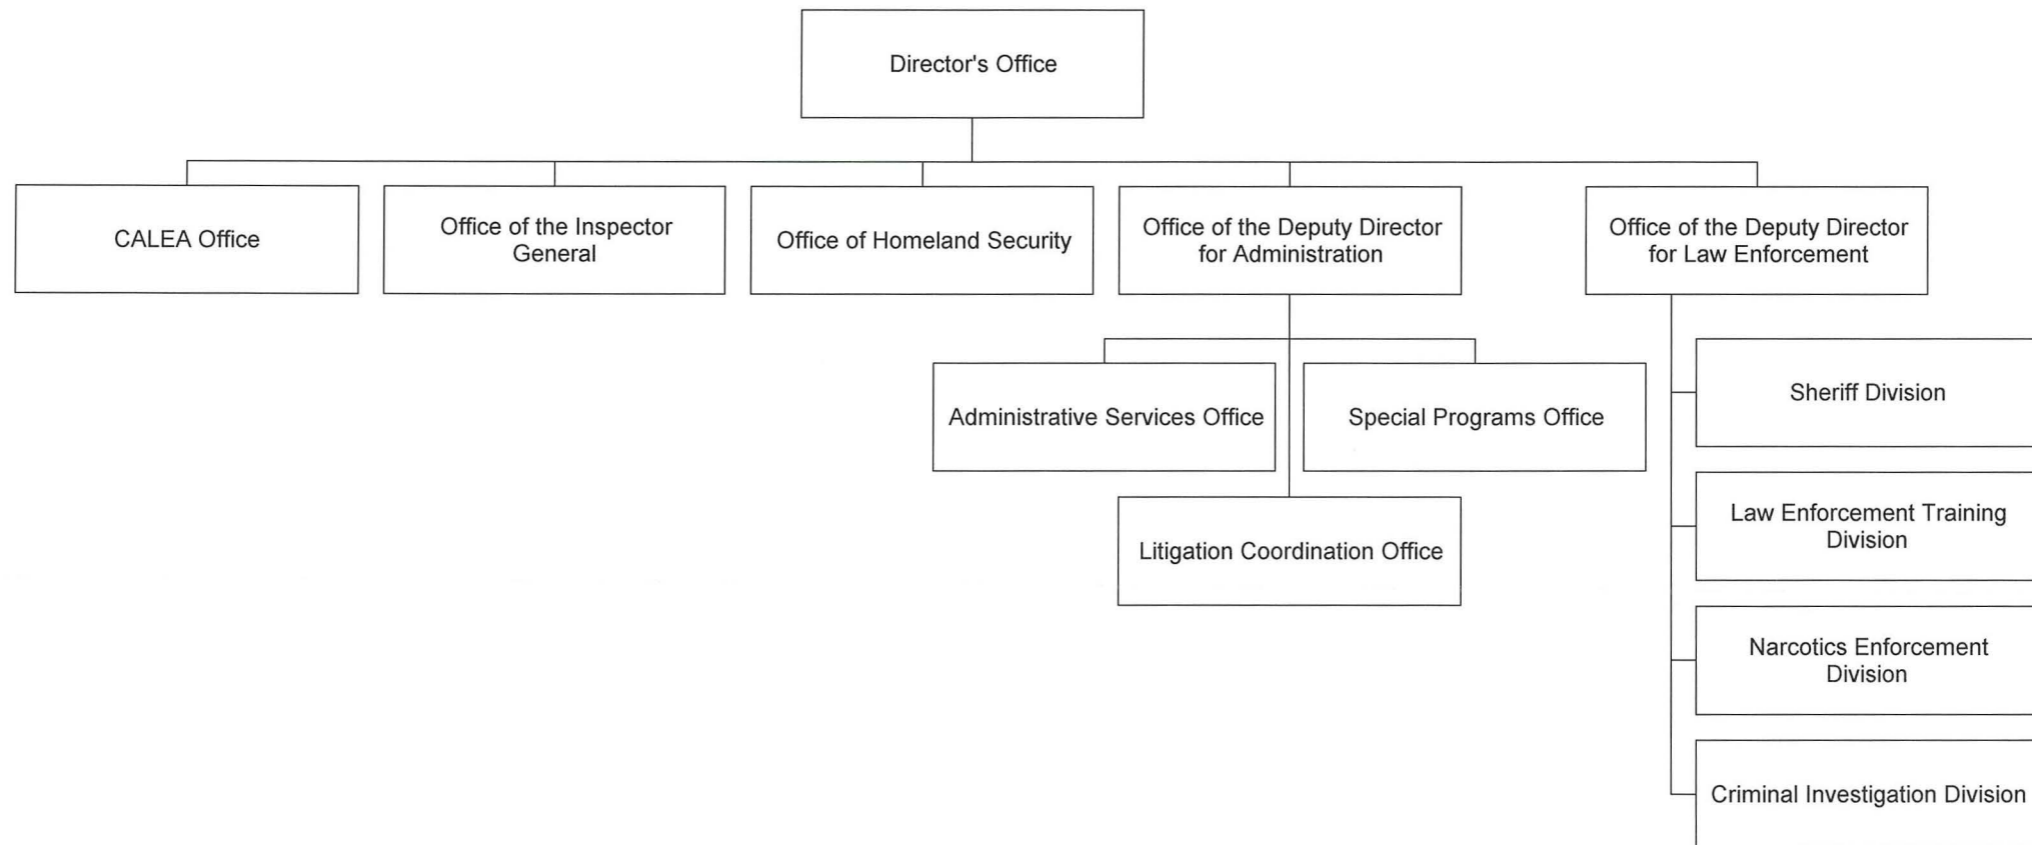 Director's Office
CALEA Office
Office of the Inspector
General
Office of Homeland Security
Office of the Deputy Director
for Administration
Office of the Deputy Director
for Law Enforcement
Administrative Services Office
Special Programs Office
Litigation Coordination Office
Sheriff Division
Law Enforcement Training
Division
Narcotics Enforcement
Division
Criminal Investigation Division